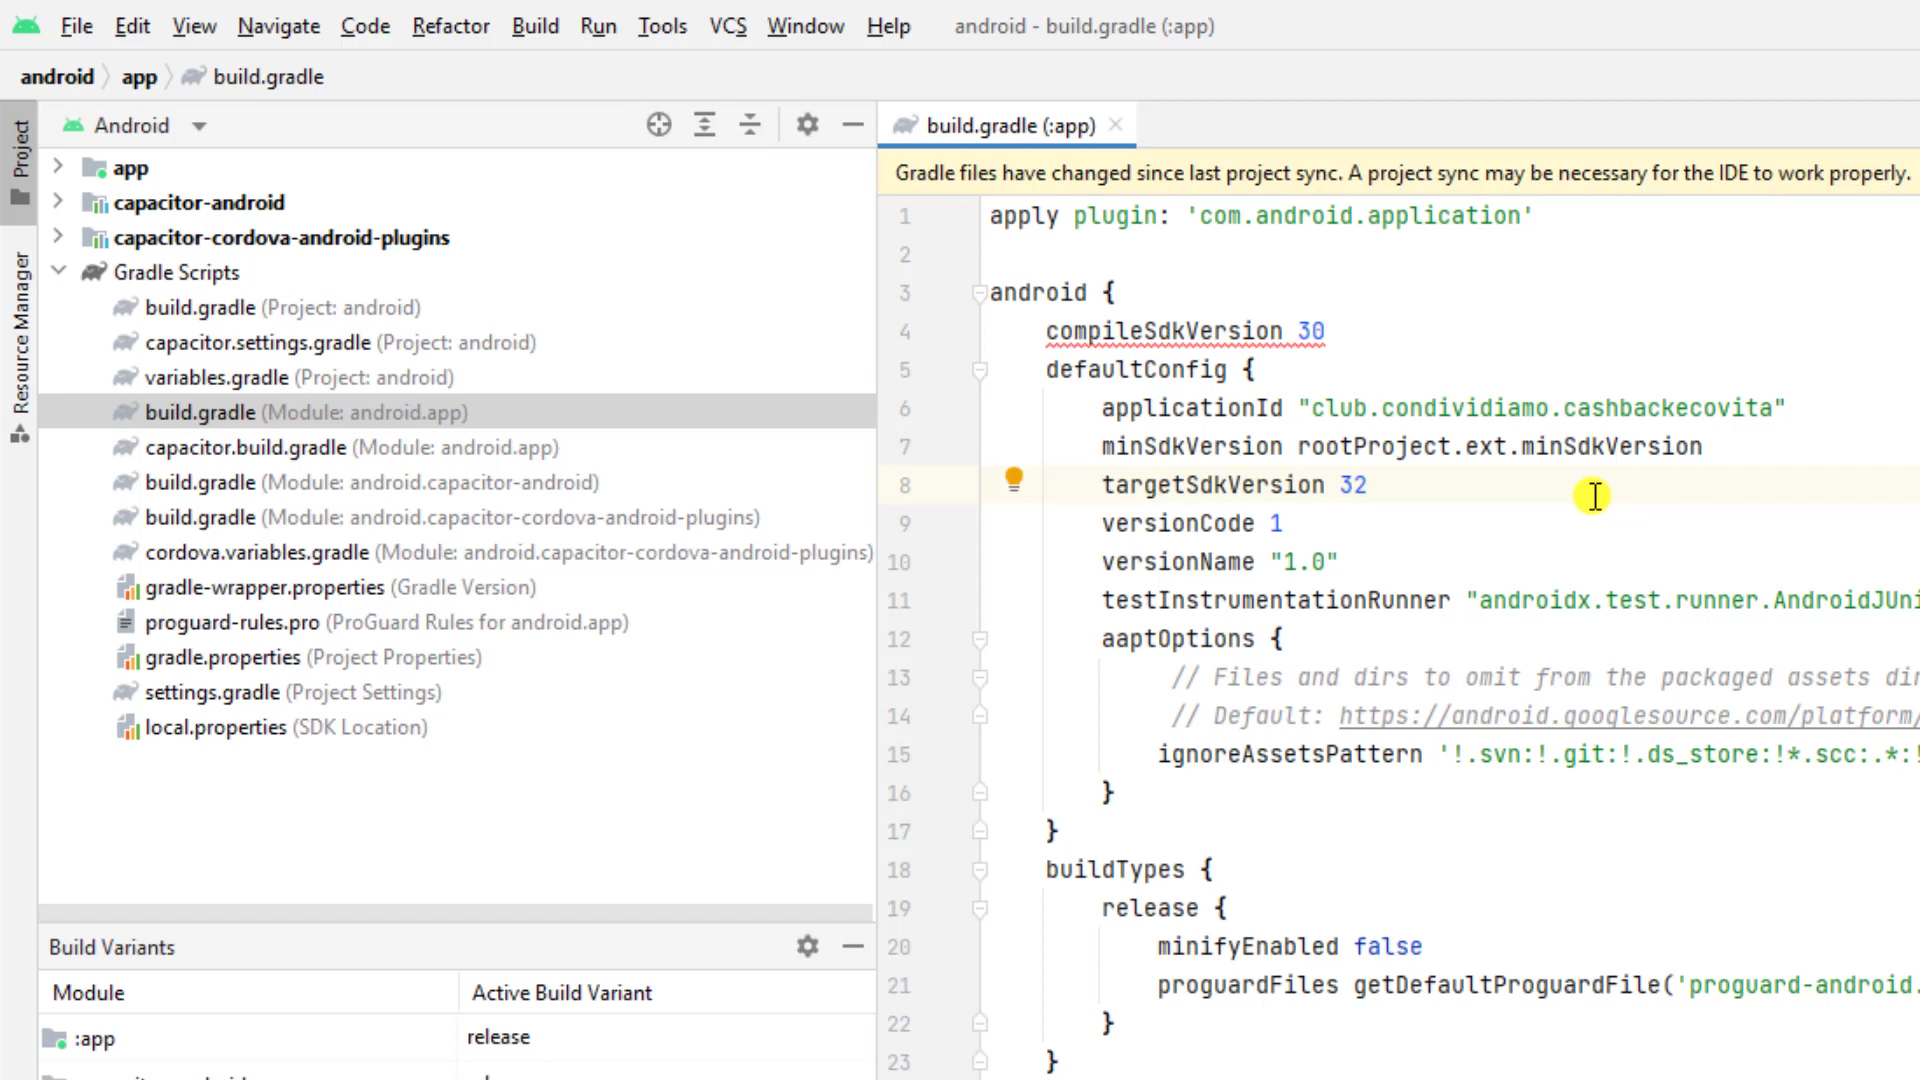 File Edit View Navigate Code Refactor Build Run Tools VCS Window Help android - build.gradle (:app)
android app build.gradle
Project
Resource Manager
Android
app
capacitor-android
capacitor-cordova-android-plugins
Gradle Scripts
build.gradle (Project: android)
capacitor.settings.gradle (Project: android)
variables.gradle (Project: android)
build.gradle (Module: android.app)
capacitor.build.gradle (Module: android.app)
build.gradle (Module: android.capacitor-android)
build.gradle (Module: android.capacitor-cordova-android-plugins)
cordova.variables.gradle (Module: android.capacitor-cordova-android-plugins)
gradle-wrapper.properties (Gradle Version)
proguard-rules.pro (ProGuard Rules for android.app)
gradle.properties (Project Properties)
settings.gradle (Project Settings)
local.properties (SDK Location)
Build Variants
Module Active Build Variant
:app release
build.gradle (:app)
Gradle files have changed since last project sync. A project sync may be necessary for the IDE to work properly.
1 apply plugin: 'com.android.application'
2
3 android {
4 compileSdkVersion 30
5 defaultConfig {
6 applicationId "club.condividiamo.cashbackecovita"
7 minSdkVersion rootProject.ext.minSdkVersion
8 targetSdkVersion 32
9 versionCode 1
10 versionName "1.0"
11 testInstrumentationRunner "androidx.test.runner.AndroidJUni
12 aaptOptions {
13 // Files and dirs to omit from the packaged assets dir
14 // Default: https://android.googlesource.com/platform/
15 ignoreAssetsPattern '!.svn:!.git:!.ds_store:!*.scc:.*:!
16 }
17 }
18 buildTypes {
19 release {
20 minifyEnabled false
21 proguardFiles getDefaultProguardFile('proguard-android.
22 }
23 }